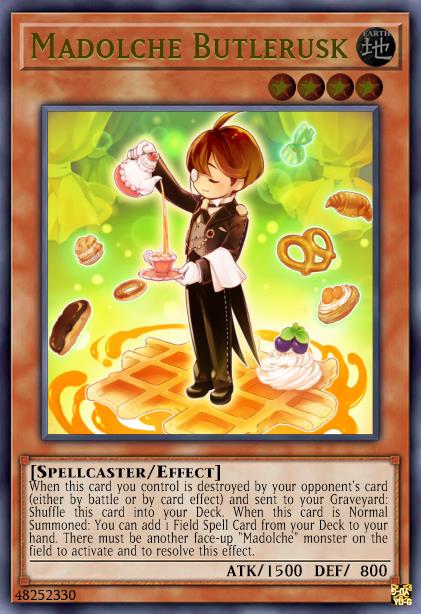 Madolche Butlerusk
EARTH
地
[Spellcaster/Effect]
When this card you control is destroyed by your opponent's card
(either by battle or by card effect) and sent to your Graveyard:
Shuffle this card into your Deck. When this card is Normal
Summoned: You can add 1 Field Spell Card from your Deck to your
hand. There must be another face-up "Madolche" monster on
the field to activate and to resolve this effect.
ATK/1500 DEF/ 800
48252330